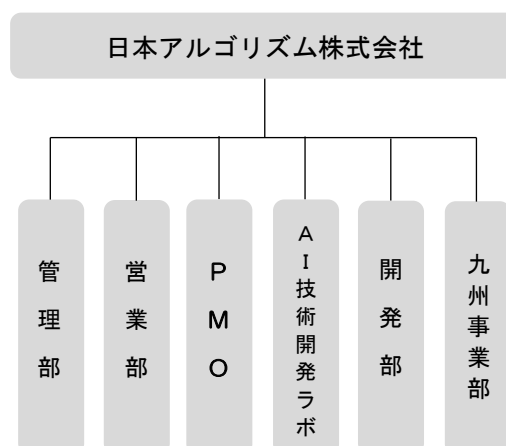 日本アルゴリズム株式会社
管理部
営業部
PMO
AI技術開発ラボ
開発部
九州事業部